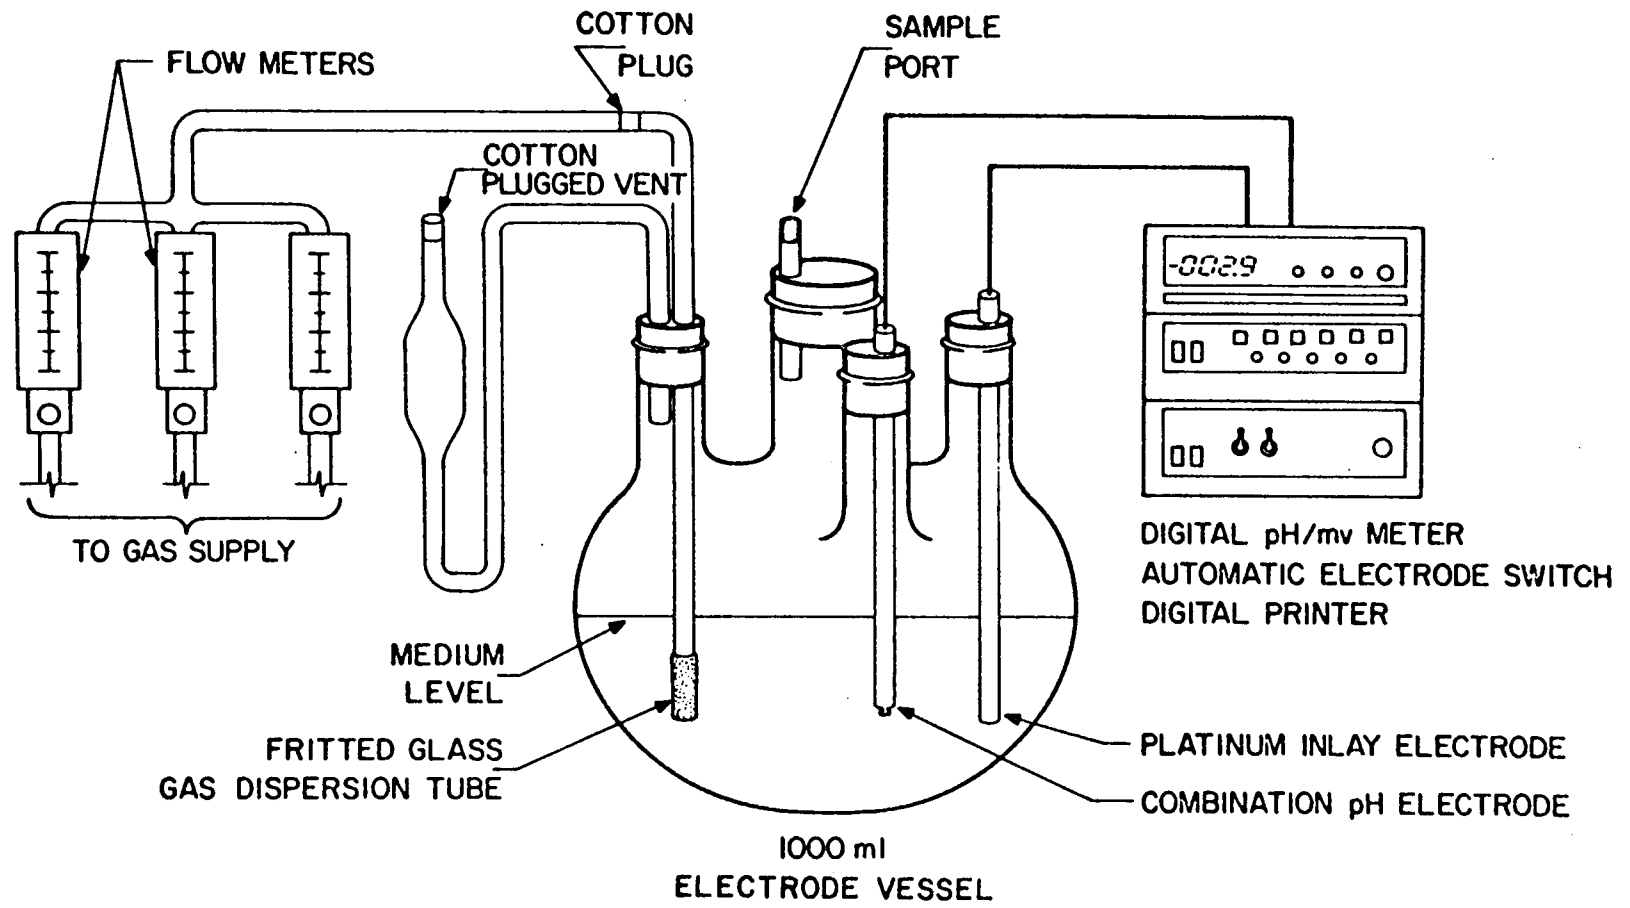 COTTON
PLUG
SAMPLE
PORT
FLOW METERS
COTTON
PLUGGED VENT
-002.9
TO GAS SUPPLY
DIGITAL pH/mv METER
AUTOMATIC ELECTRODE SWITCH
DIGITAL PRINTER
MEDIUM
LEVEL
FRITTED GLASS
GAS DISPERSION TUBE
PLATINUM INLAY ELECTRODE
COMBINATION pH ELECTRODE
1000 ml
ELECTRODE VESSEL